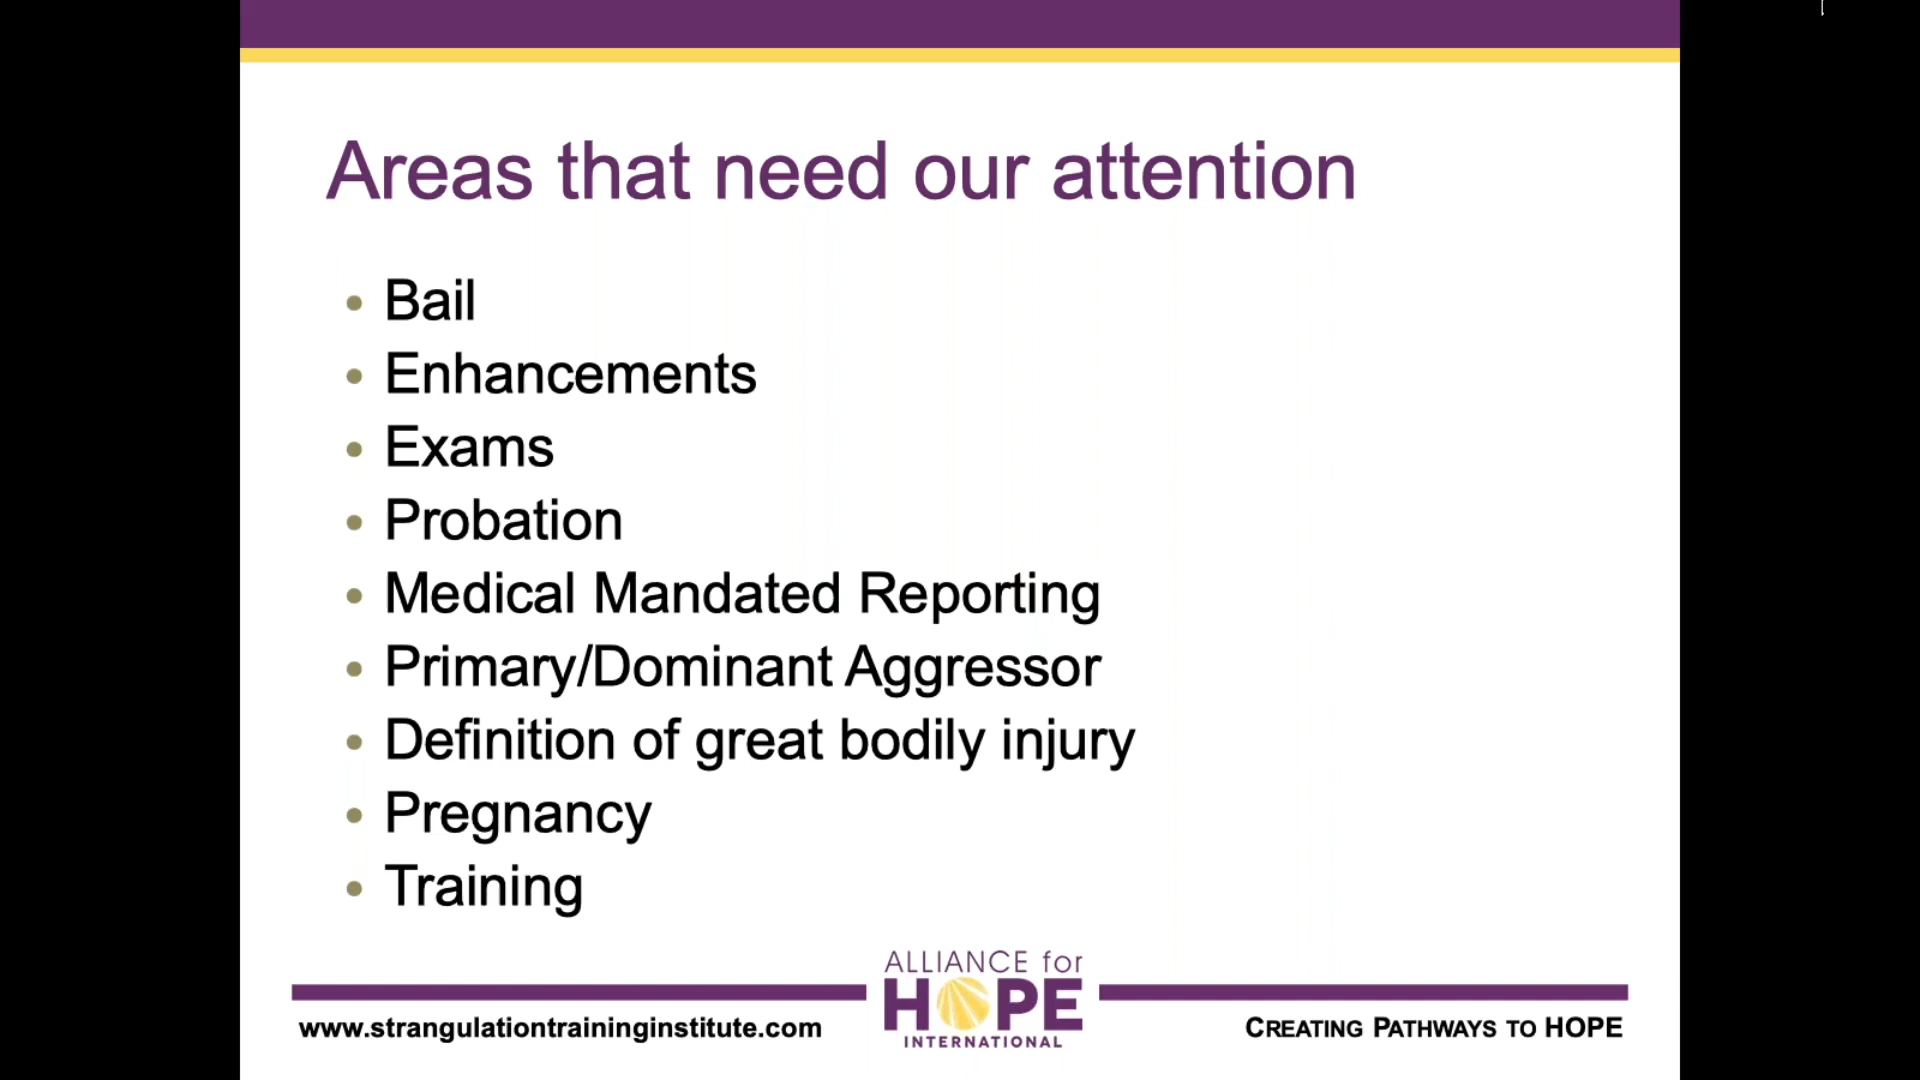 Areas that need our attention
• Bail
• Enhancements
• Exams
• Probation
• Medical Mandated Reporting
• Primary/Dominant Aggressor
• Definition of great bodily injury
• Pregnancy
• Training
ALLIANCE for
HOPE
INTERNATIONAL
www.strangulationtraininginstitute.com
CREATING PATHWAYS TO HOPE